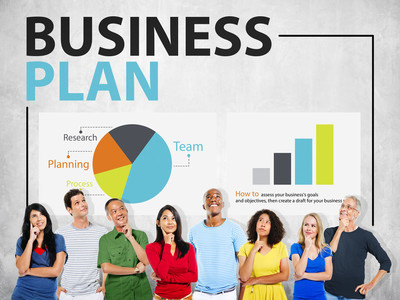 BUSINESS
PLAN
Research
Team
Planning
Process
How to assess your business's goals
and objectives, then create a draft for your business